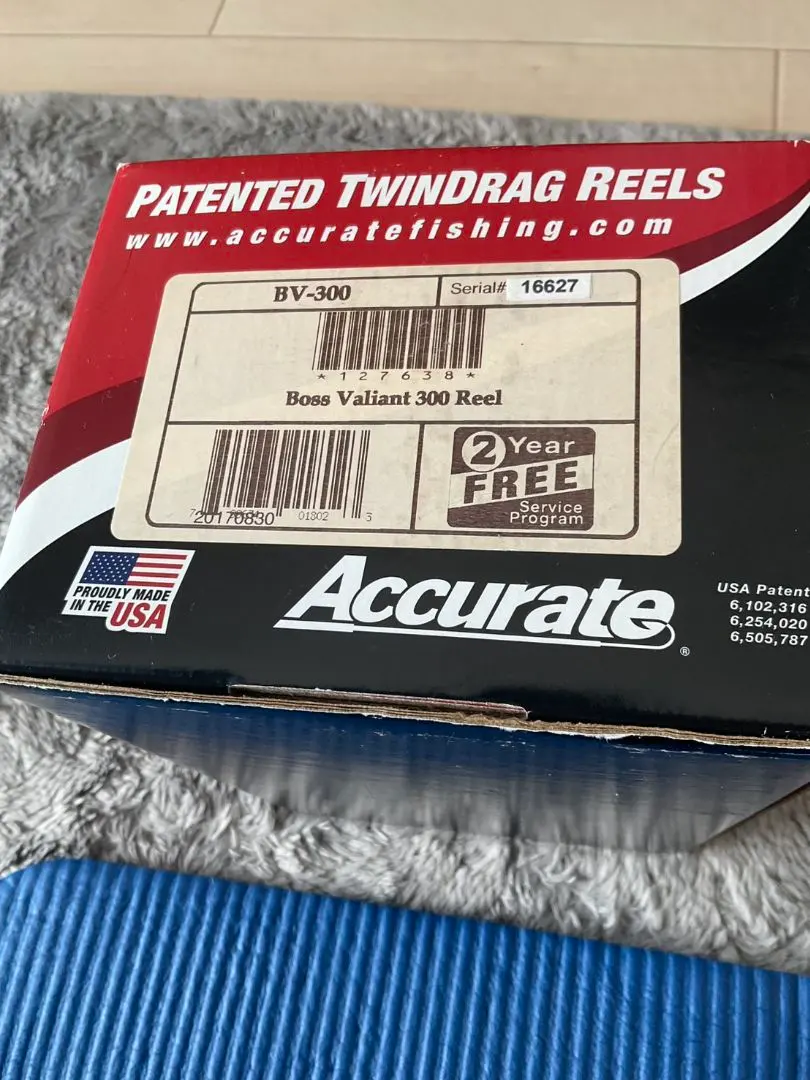 PATENTED TWINDRAG REELS
www.accuratefishing.com
BV-300
Serial# 16627
*127638*
Boss Valiant 300 Reel
20170830
01802 3
2 Year
FREE
Service
Program
PROUDLY MADE
IN THE USA
ACCURATE®
USA Patent
6,102,316
6,254,020
6,505,787